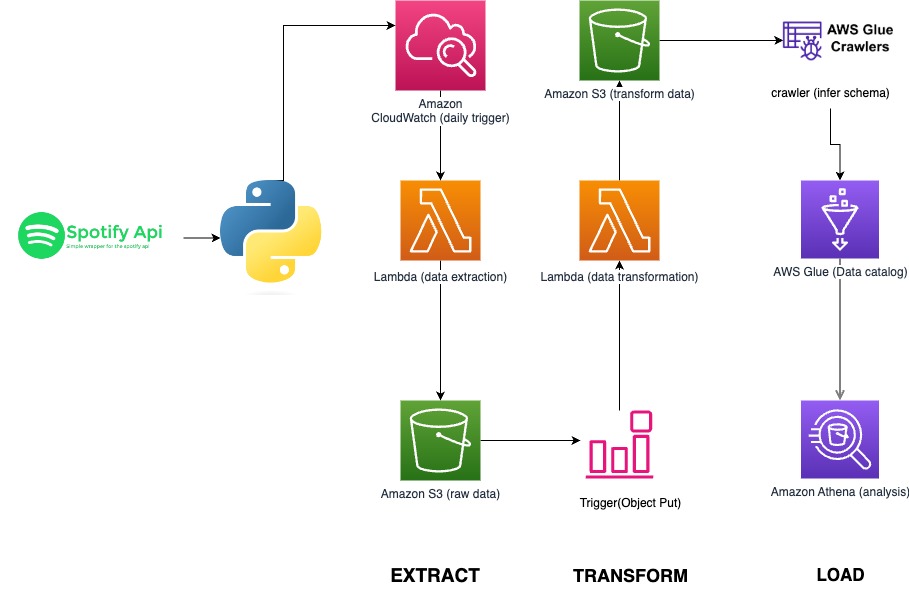 Spotify Api
Simple wrapper for the spotify api
Amazon
CloudWatch (daily trigger)
Lambda (data extraction)
Amazon S3 (raw data)
Amazon S3 (transform data)
Lambda (data transformation)
Trigger(Object Put)
AWS Glue
Crawlers
crawler (infer schema)
AWS Glue (Data catalog)
Amazon Athena (analysis)
EXTRACT
TRANSFORM
LOAD